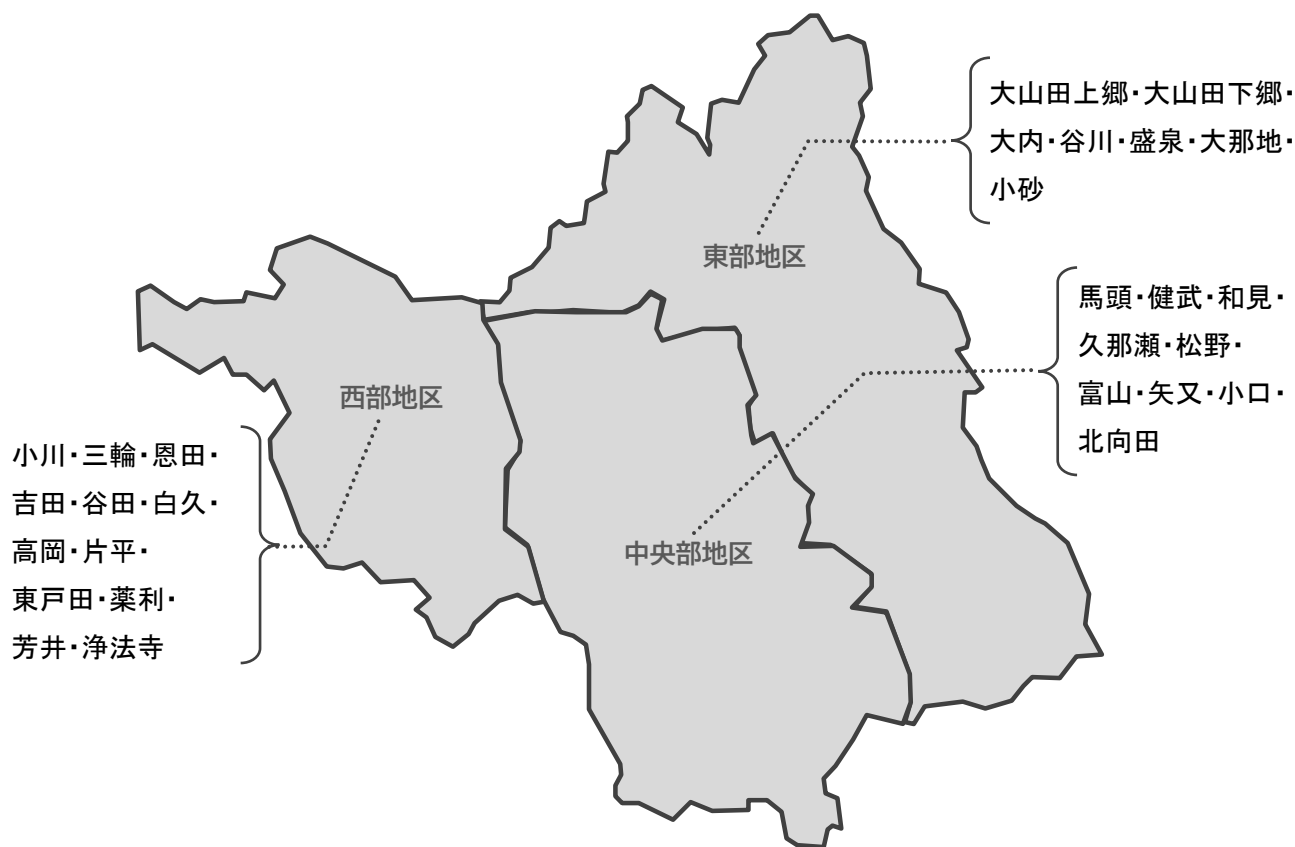 大山田上郷・大山田下郷・
大内・谷川・盛泉・大那地・
小砂
東部地区
馬頭・健武・和見・
久那瀬・松野・
富山・矢又・小口・
北向田
西部地区
小川・三輪・恩田・
吉田・谷田・白久・
高岡・片平・
東戸田・薬利・
芳井・浄法寺
中央部地区